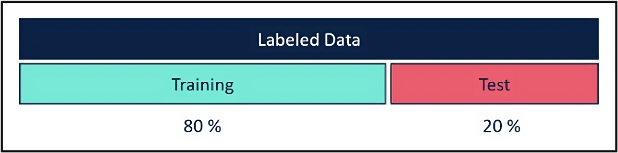 Labeled Data
Training Test
80 % 20 %